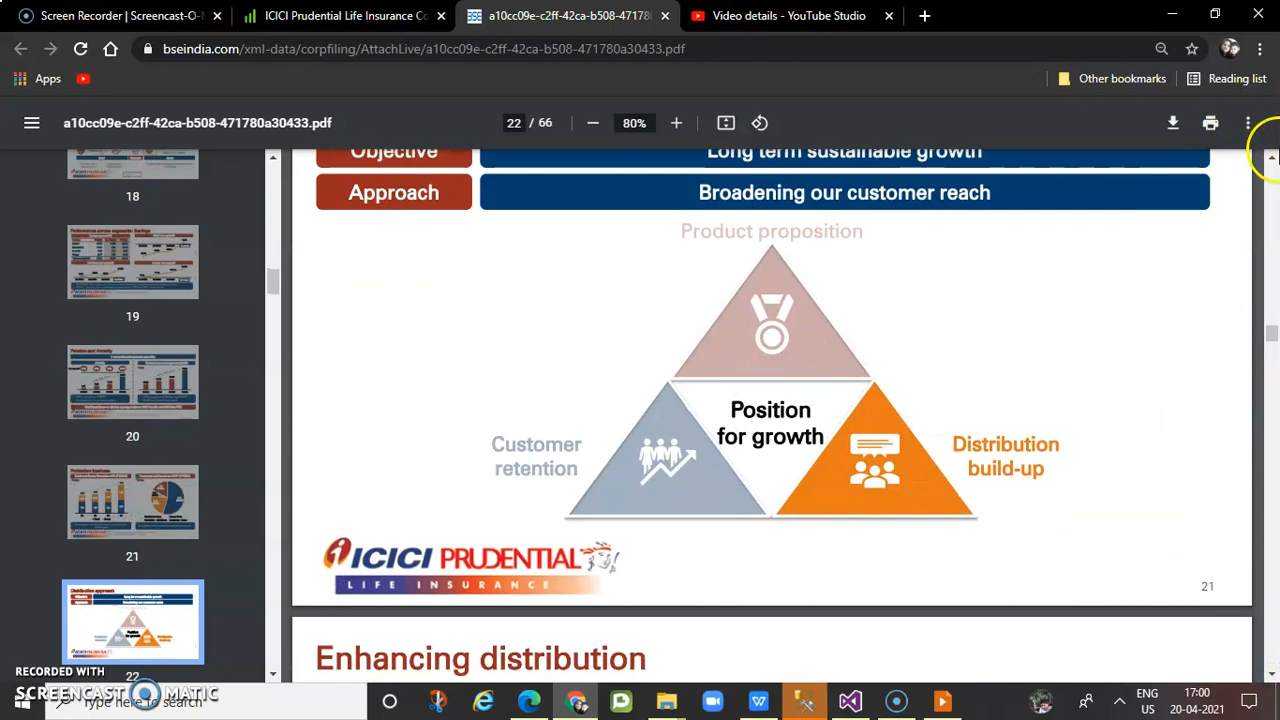 Screen Recorder | Screencast-O-M
ICICI Prudential Life Insurance Co
a10cc09e-c2ff-42ca-b508-471780
Video details - YouTube Studio
bseindia.com/xml-data/corpfiling/AttachLive/a10cc09e-c2ff-42ca-b508-471780a30433.pdf
Apps
Other bookmarks
Reading list
a10cc09e-c2ff-42ca-b508-471780a30433.pdf
22 / 66
80%
18
19
20
21
22
Distribution approach
Objective
Long term sustainable growth
Approach
Broadening our customer reach
Product proposition
Position
for growth
Customer
retention
Distribution
build-up
ICICI PRUDENTIAL
LIFE INSURANCE
21
Enhancing distribution
RECORDED WITH
SCREENCAST MATIC
Type here to search
ENG
US
17:00
20-04-2021